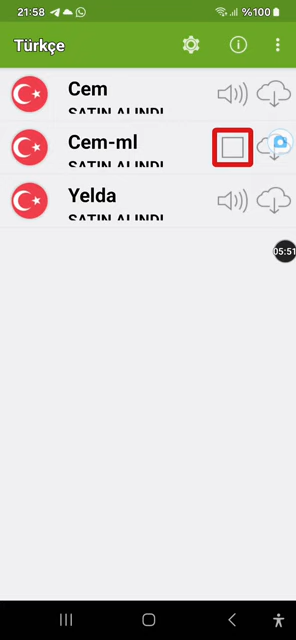 21:58 %100
Türkçe
Cem
SATIN ALINDI
Cem-ml
SATIN ALINDI
Yelda
SATIN ALINDI
05:51